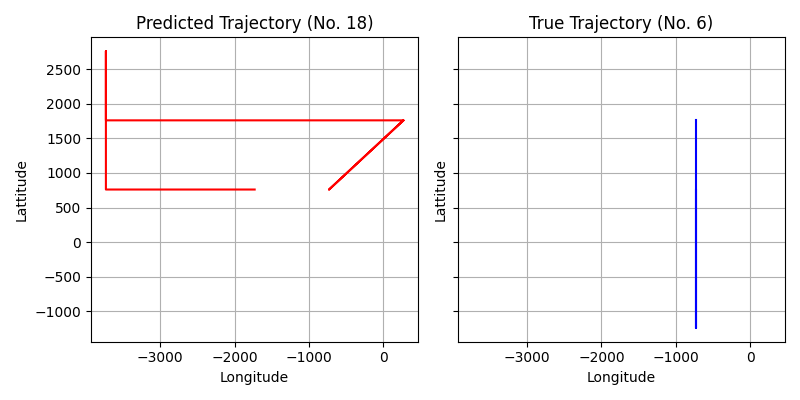 Predicted Trajectory (No. 18)
True Trajectory (No. 6)
Lattitude
2500
2000
1500
1000
500
0
−500
−1000
−3000
−2000
−1000
0
Longitude
Lattitude
−3000
−2000
−1000
0
Longitude